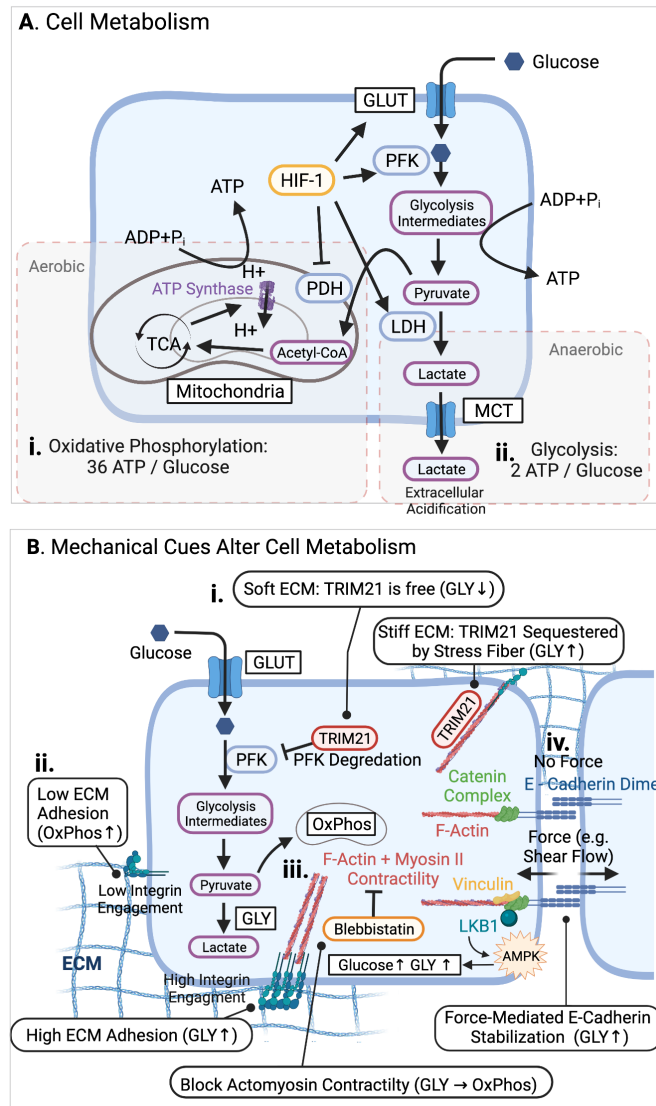 A. Cell Metabolism
Glucose
GLUT
PFK
HIF-1
ATP
Glycolysis
Intermediates
ADP+Pi
ADP+Pi
Aerobic
H+
ATP Synthase
PDH
ATP
Pyruvate
H+
LDH
TCA
Acetyl-CoA
Anaerobic
Lactate
Mitochondria
MCT
i. Oxidative Phosphorylation:
36 ATP / Glucose
ii. Glycolysis:
2 ATP / Glucose
Lactate
Extracellular
Acidification
B. Mechanical Cues Alter Cell Metabolism
i.
Soft ECM: TRIM21 is free (GLY↓)
Stiff ECM: TRIM21 Sequestered
by Stress Fiber (GLY↑)
Glucose
GLUT
TRIM21
TRIM21
PFK
PFK Degredation
iv.
No Force
E - Cadherin Dime
Catenin
Complex
F-Actin
ii.
Low ECM
Adhesion
(OxPhos↑)
Glycolysis
Intermediates
OxPhos
Force (e.g.
Shear Flow)
iii.
F-Actin + Myosin II
Contractility
Low Integrin
Engagement
Pyruvate
GLY
Vinculin
Blebbistatin
LKB1
Lactate
ECM
AMPK
Glucose↑ GLY ↑
High Integrin
Engagment
High ECM Adhesion (GLY↑)
Force-Mediated E-Cadherin
Stabilization (GLY↑)
Block Actomyosin Contractilty (GLY → OxPhos)